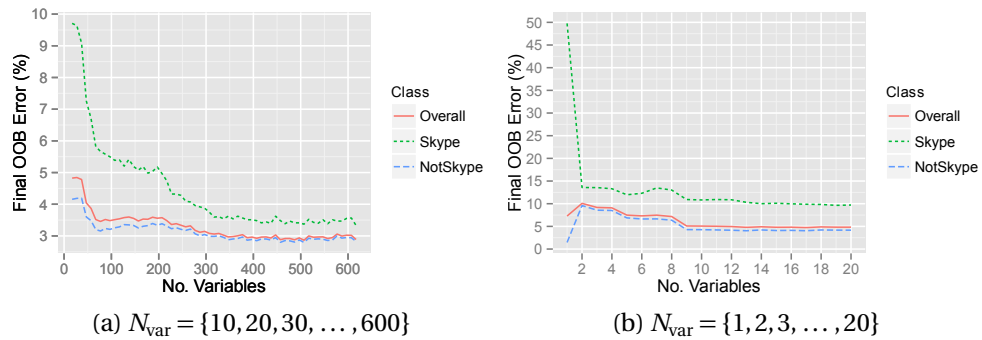 10
9
8
7
6
5
4
3
Final OOB Error (%)
0 100 200 300 400 500 600
No. Variables
Class
Overall
Skype
NotSkype
(a) N_var = {10, 20, 30, ... , 600}
50
45
40
35
30
25
20
15
10
5
0
Final OOB Error (%)
2 4 6 8 10 12 14 16 18 20
No. Variables
Class
Overall
Skype
NotSkype
(b) N_var = {1, 2, 3, ... , 20}